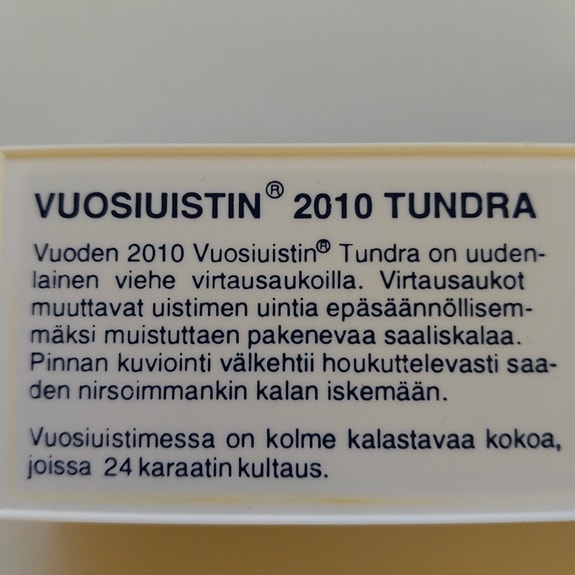 VUOSIUISTIN® 2010 TUNDRA
Vuoden 2010 Vuosiuistin® Tundra on uuden-
lainen viehe virtausaukoilla. Virtausaukot
muuttavat uistimen uintia epäsäännöllisem-
mäksi muistuttaen pakenevaa saaliskalaa.
Pinnan kuviointi välkehtii houkuttelevasti saa-
den nirsoimmankin kalan iskemään.
Vuosiuistimessa on kolme kalastavaa kokoa,
joissa 24 karaatin kultaus.